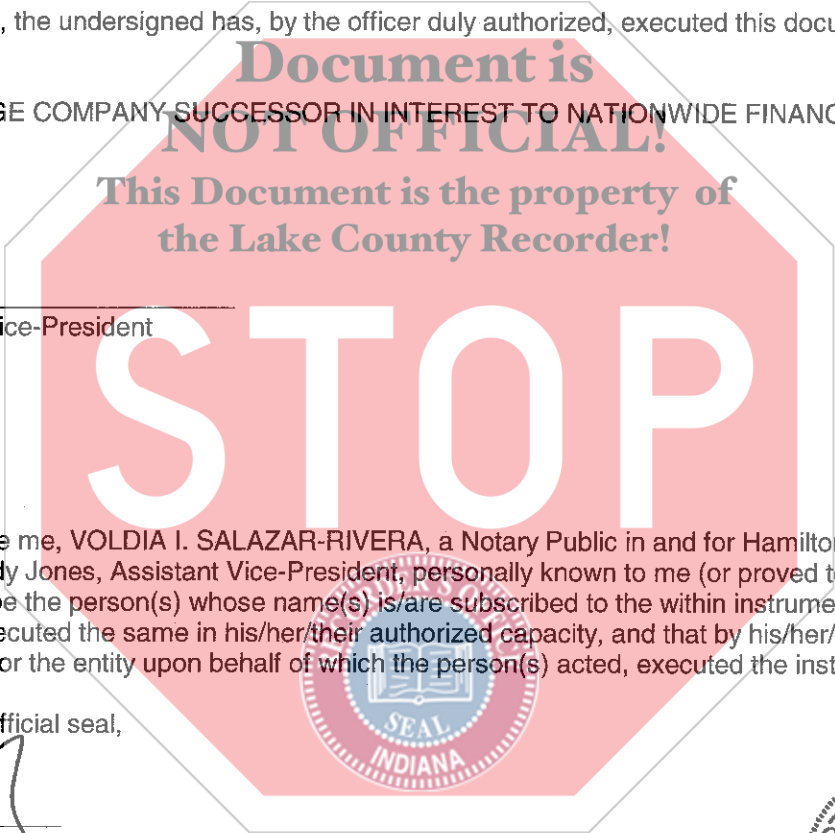 , the undersigned has, by the officer duly authorized, executed this docu
Document is
GE COMPANY SUCCESSOR IN INTEREST TO NATIONWIDE FINANC
NOT OFFICIAL!
This Document is the property of
the Lake County Recorder!
ice-President
STOP
e me, VOLDIA I. SALAZAR-RIVERA, a Notary Public in and for Hamilton
dy Jones, Assistant Vice-President, personally known to me (or proved to
e the person(s) whose name(s) is/are subscribed to the within instrume
ecuted the same in his/her/their authorized capacity, and that by his/her/
or the entity upon behalf of which the person(s) acted, executed the inst
RECORDER'S OFFICE
SEAL
INDIANA
fficial seal,